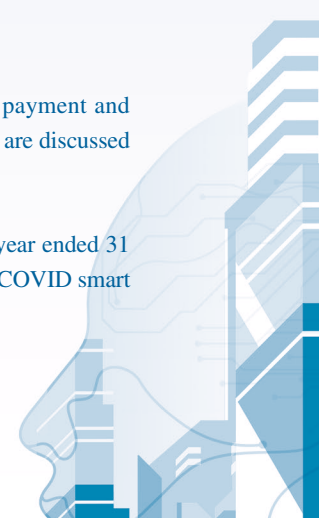 payment and
are discussed
year ended 31
COVID smart